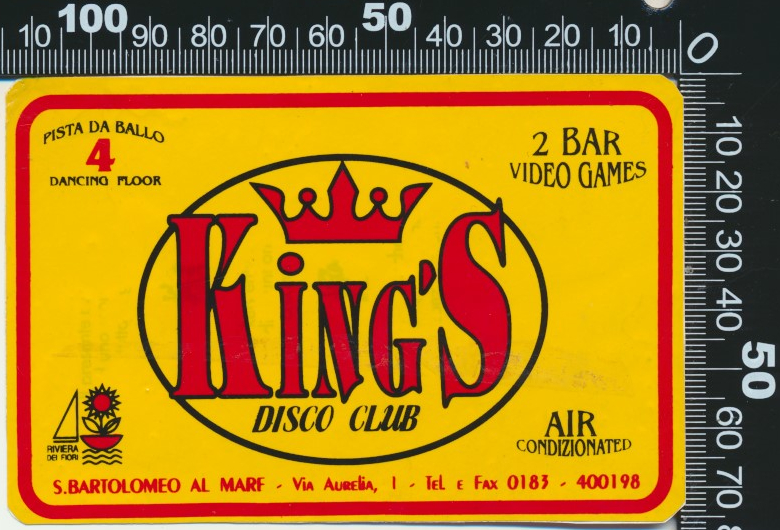 10 100 90 80 70 60 50 40 30 20 10 0
PISTA DA BALLO
4
DANCING FLOOR
2 BAR
VIDEO GAMES
KiNG'S
DISCO CLUB
RIVIERA
DEI FIORI
AIR
CONDIZIONATED
S.BARTOLOMEO AL MARE - Via Aurelia, 1 - Tel e Fax 0183 - 400198
10
20
30
40
50
60
70